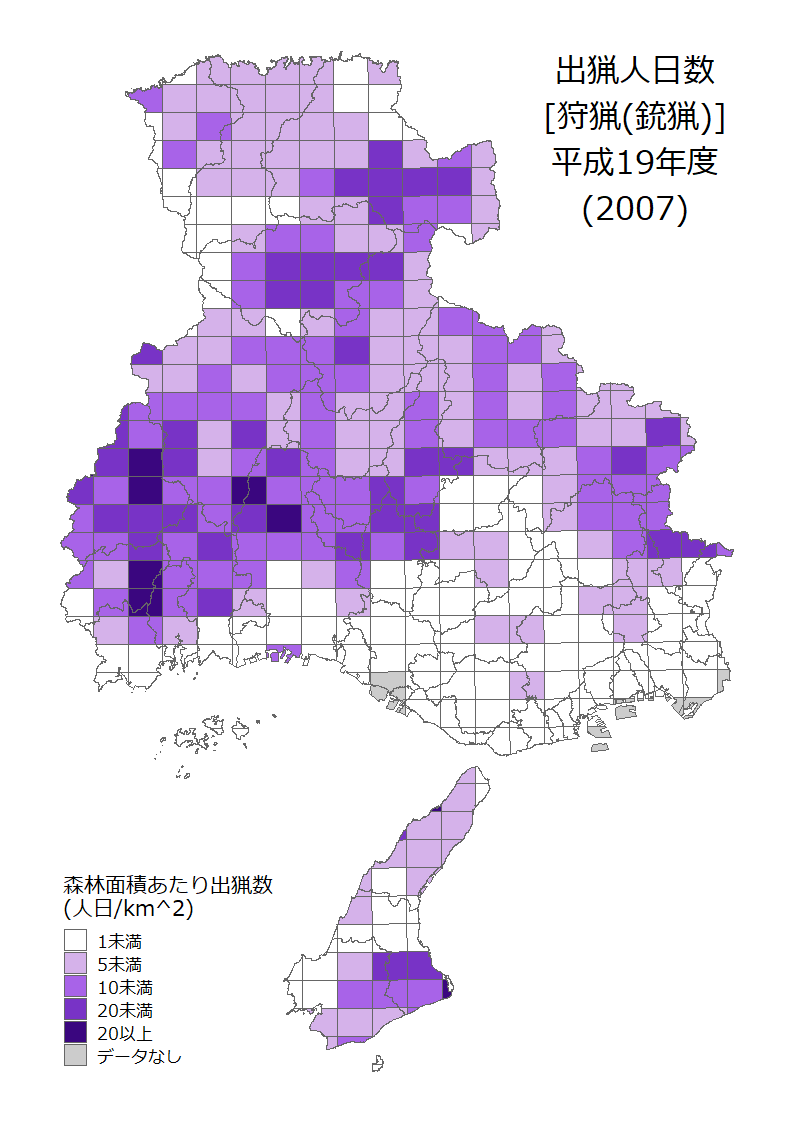 出猟人日数
[狩猟(銃猟)]
平成19年度
(2007)
森林面積あたり出猟数
(人日/km^2)
1未満
5未満
10未満
20未満
20以上
データなし